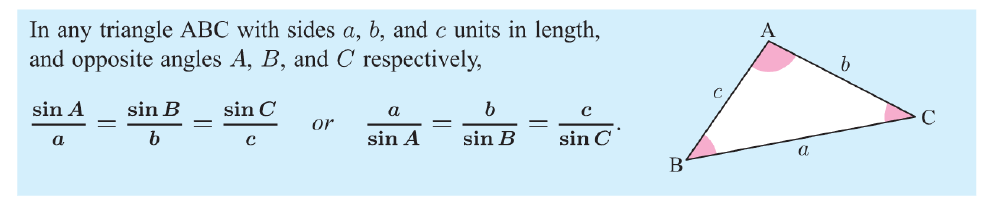 In any triangle ABC with sides a, b, and c units in length,
and opposite angles A, B, and C respectively,
sin A / a = sin B / b = sin C / c or a / sin A = b / sin B = c / sin C.
A
b
c
C
a
B